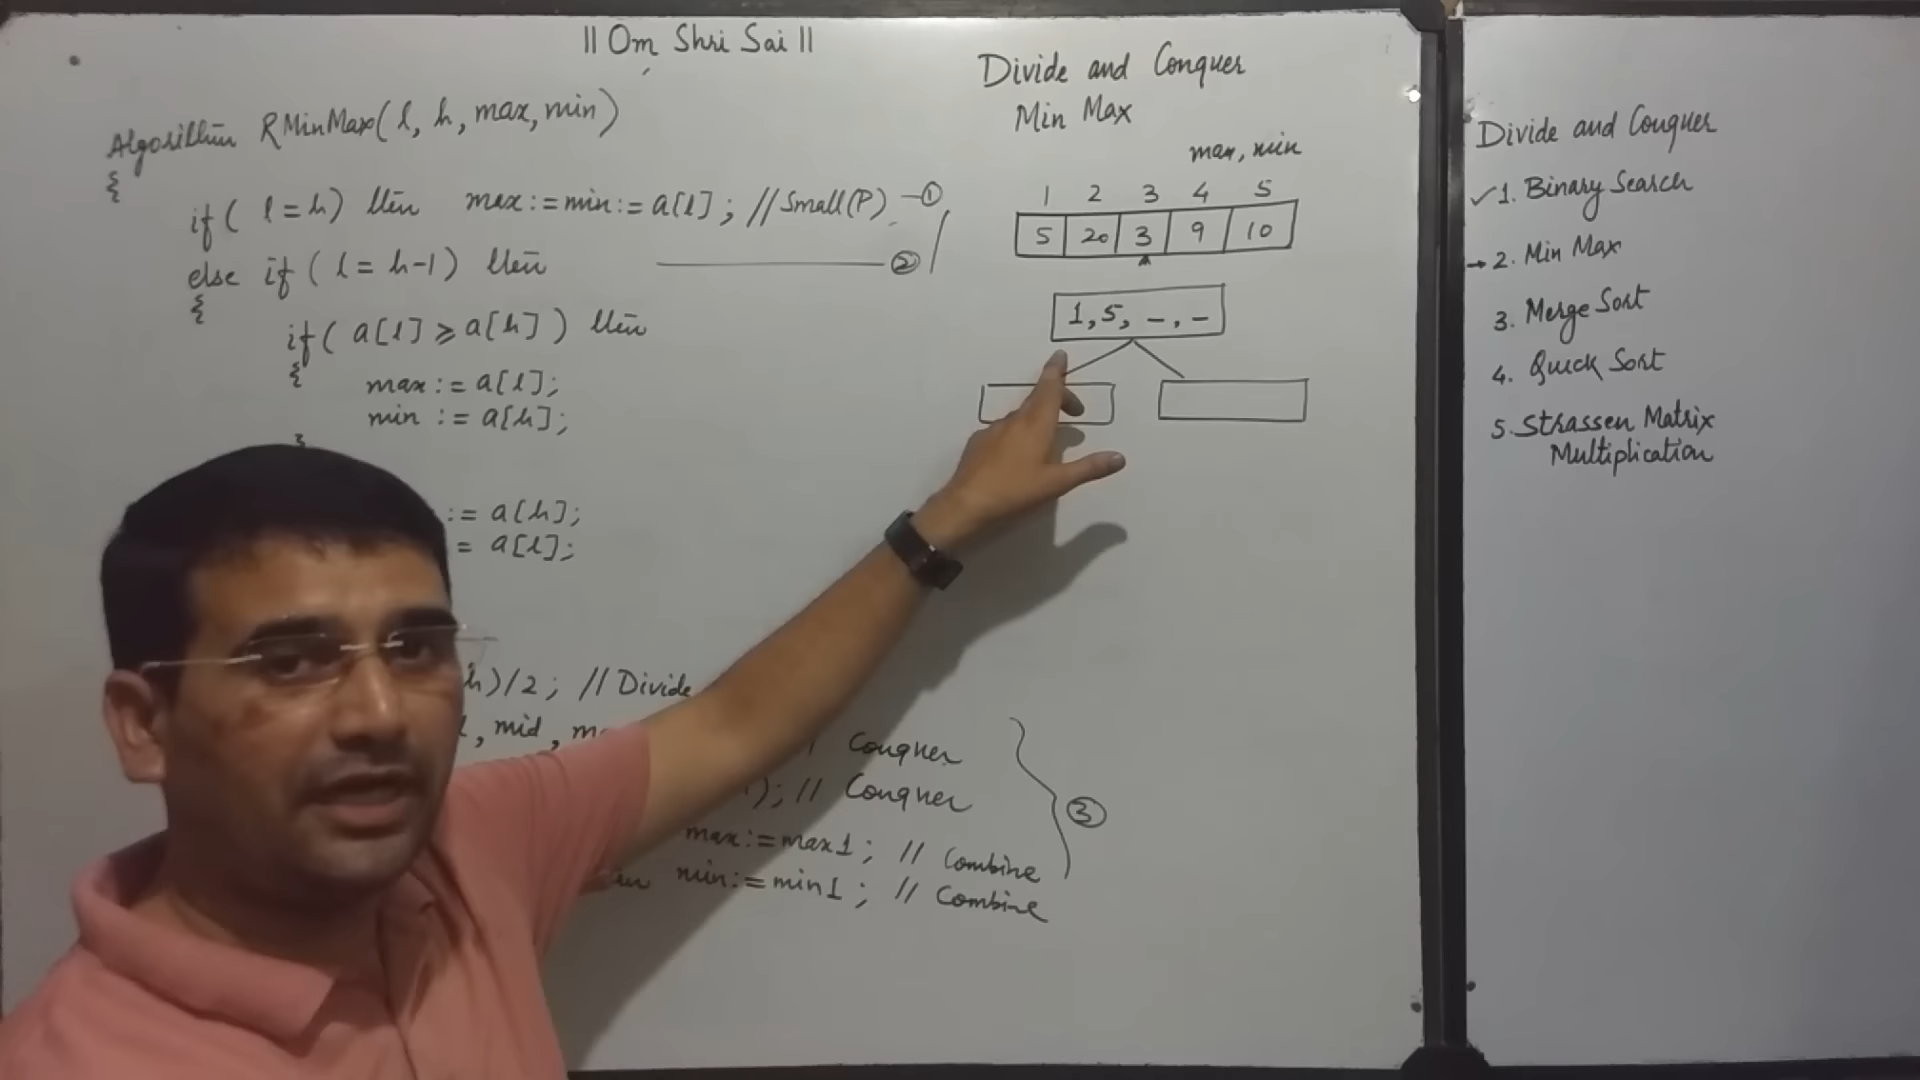 || Om Shri Sai ||
Algorithm RMinMax(l, h, max, min)
{
if( l=h) then max:=min:=a[l]; //Small(P) ①
else if( l=h-1) then ②
{
if( a[l]⩾a[h]) then
{
max:=a[l];
min:=a[h];
}
:= a[h];
= a[l];
h)/2; //Divide
l, mid,
Conquer
); // Conquer
③
max:=max1; // Combine
min:=min1; // Combine
Divide and Conquer
Min Max
max, min
1 2 3 4 5
5 20 3 9 10
1, 5, –, –
Divide and Conquer
✓1. Binary Search
→2. Min Max
3. Merge Sort
4. Quick Sort
5. Strassen Matrix
Multiplication